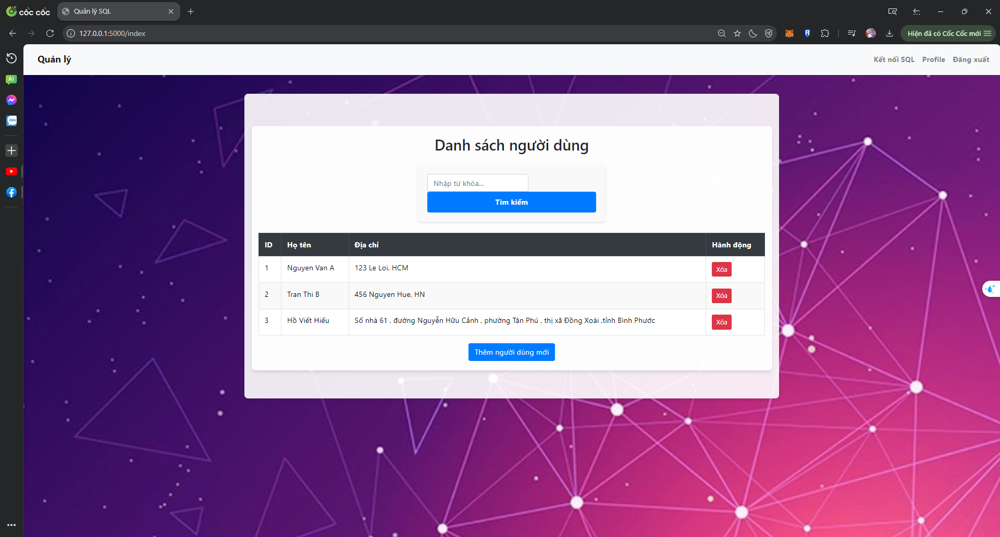 cốc cốc
Quản lý SQL
127.0.0.1:5000/index
Hiện đã có Cốc Cốc mới
AI
Zalo
Quản lý
Kết nối SQL Profile Đăng xuất
Danh sách người dùng
Nhập từ khóa...
Tìm kiếm
ID Họ tên Địa chỉ Hành động
1 Nguyen Van A 123 Le Loi, HCM Xóa
2 Tran Thi B 456 Nguyen Hue, HN Xóa
3 Hồ Viết Hiếu Số nhà 61 , đường Nguyễn Hữu Cảnh , phường Tân Phú , thị xã Đồng Xoài ,tỉnh Bình Phước Xóa
Thêm người dùng mới